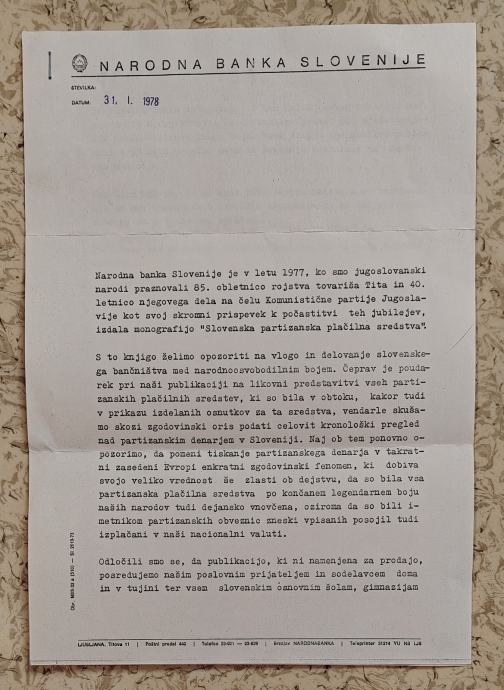 NARODNA BANKA SLOVENIJE
ŠTEVILKA:
DATUM: 31. I. 1978
Narodna banka Slovenije je v letu 1977, ko smo jugoslovanski
narodi praznovali 85. obletnico rojstva tovariša Tita in 40.
letnico njegovega dela na čelu Komunistične partije Jugosla-
vije kot svoj skromni prispevek k počastitvi teh jubilejev,
izdala monografijo "Slovenska partizanska plačilna sredstva".
S to knjigo želimo opozoriti na vlogo in delovanje slovenske-
ga bančništva med narodnoosvobodilnim bojem. Čeprav je pouda-
rek pri naši publikaciji na likovni predstavitvi vseh parti-
zanskih plačilnih sredstev, ki so bila v obtoku, kakor tudi
v prikazu izdelanih osnutkov za ta sredstva, vendarle skuša-
mo skozi zgodovinski oris podati celovit kronološki pregled
nad partizanskim denarjem v Sloveniji. Naj ob tem ponovno o-
pozorimo, da pomeni tiskanje partizanskega denarja v takrat-
ni zasedeni Evropi enkratni zgodovinski fenomen, ki dobiva
svojo veliko vrednost še zlasti ob dejstvu, da so bila vsa
partizanska plačilna sredstva po končanem legendarnem boju
naših narodov tudi dejansko vnovčena, oziroma da so bili i-
metnikom partizanskih obveznic zneski vpisanih posojil tudi
izplačani v naši nacionalni valuti.
Odločili smo se, da publikacijo, ki ni namenjena za prodajo,
posredujemo našim poslovnim prijateljem in sodelavcem doma
in v tujini ter vsem slovenskim osnovnim šolam, gimnazijam
LJUBLJANA, Titova 11 | Poštni predal 440 | Telefon | Brzojav NARODNABANKA | Teleprinter 31214 YU NB LJB